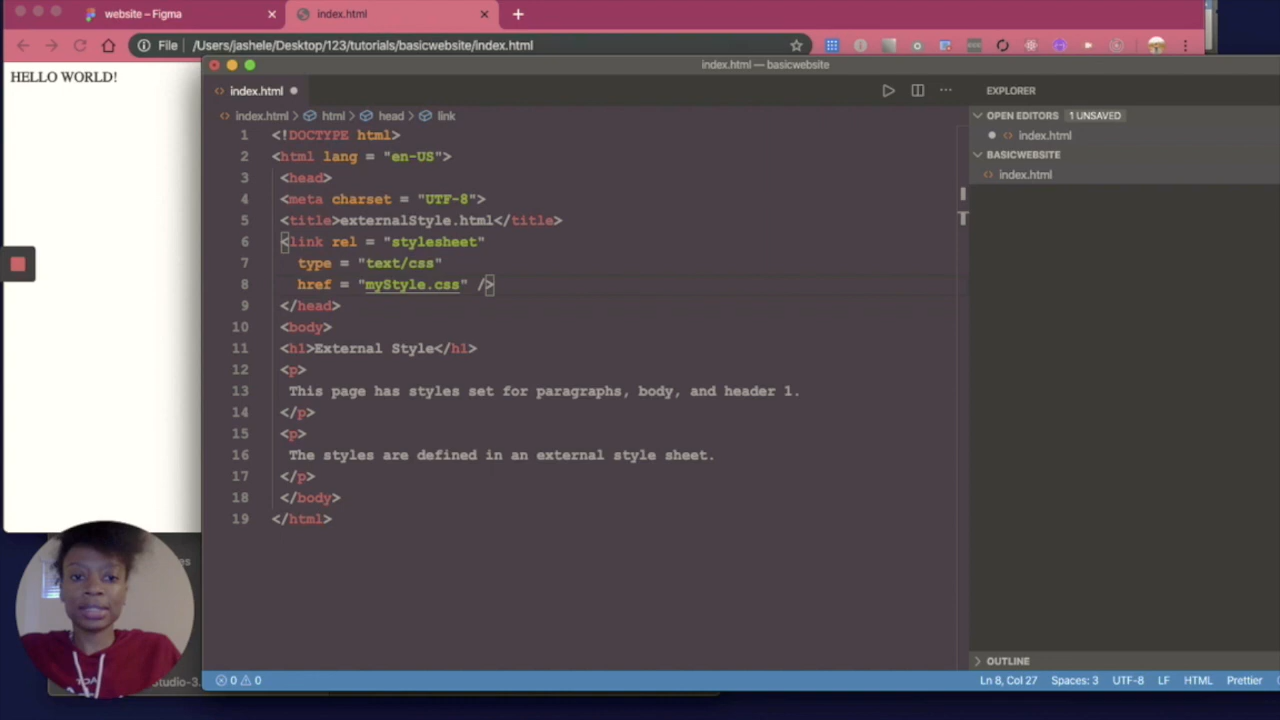 website – Figma
index.html
File
/Users/jashele/Desktop/123/tutorials/basicwebsite/index.html
HELLO WORLD!
index.html — basicwebsite
index.html
EXPLORER
index.html > html > head > link
OPEN EDITORS 1 UNSAVED
index.html
BASICWEBSITE
index.html
1 <!DOCTYPE html>
2 <html lang = "en-US">
3 <head>
4 <meta charset = "UTF-8">
5 <title>externalStyle.html</title>
6 <link rel = "stylesheet"
7 type = "text/css"
8 href = "myStyle.css" />
9 </head>
10 <body>
11 <h1>External Style</h1>
12 <p>
13 This page has styles set for paragraphs, body, and header 1.
14 </p>
15 <p>
16 The styles are defined in an external style sheet.
17 </p>
18 </body>
19 </html>
OUTLINE
0 0
Ln 8, Col 27 Spaces: 3 UTF-8 LF HTML Prettier